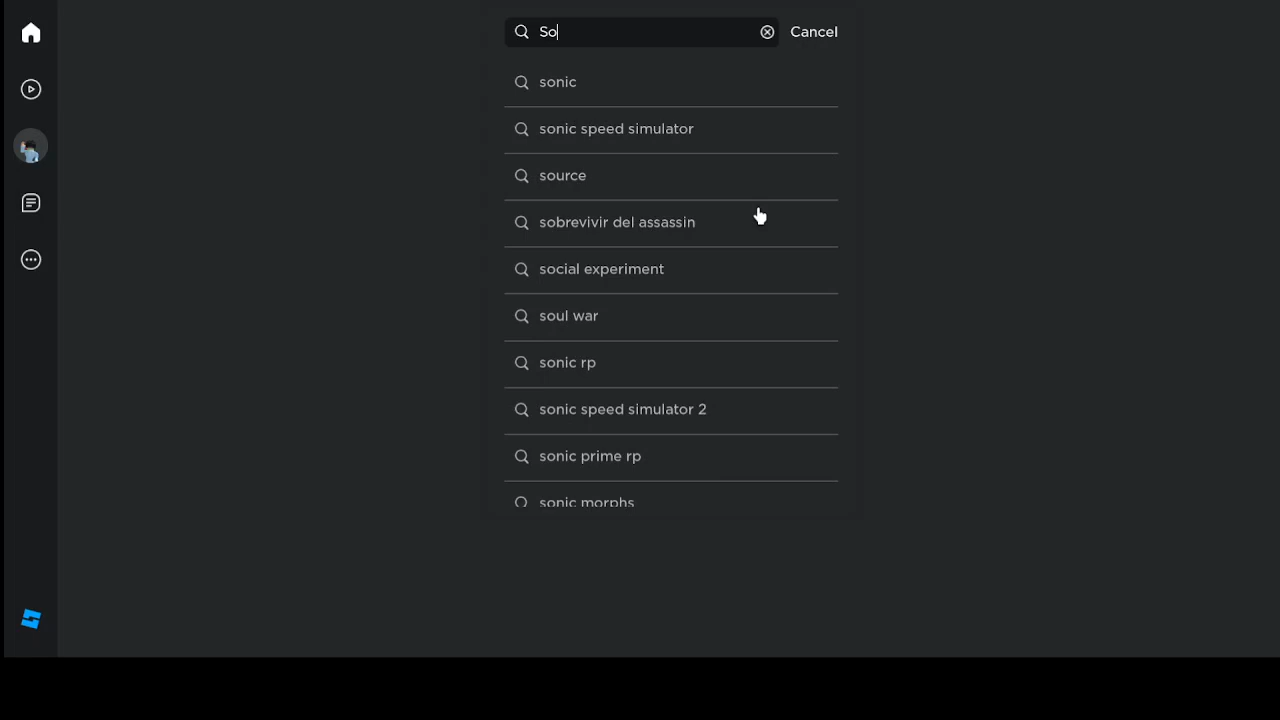 So
Cancel
sonic
sonic speed simulator
source
sobrevivir del assassin
social experiment
soul war
sonic rp
sonic speed simulator 2
sonic prime rp
sonic morphs